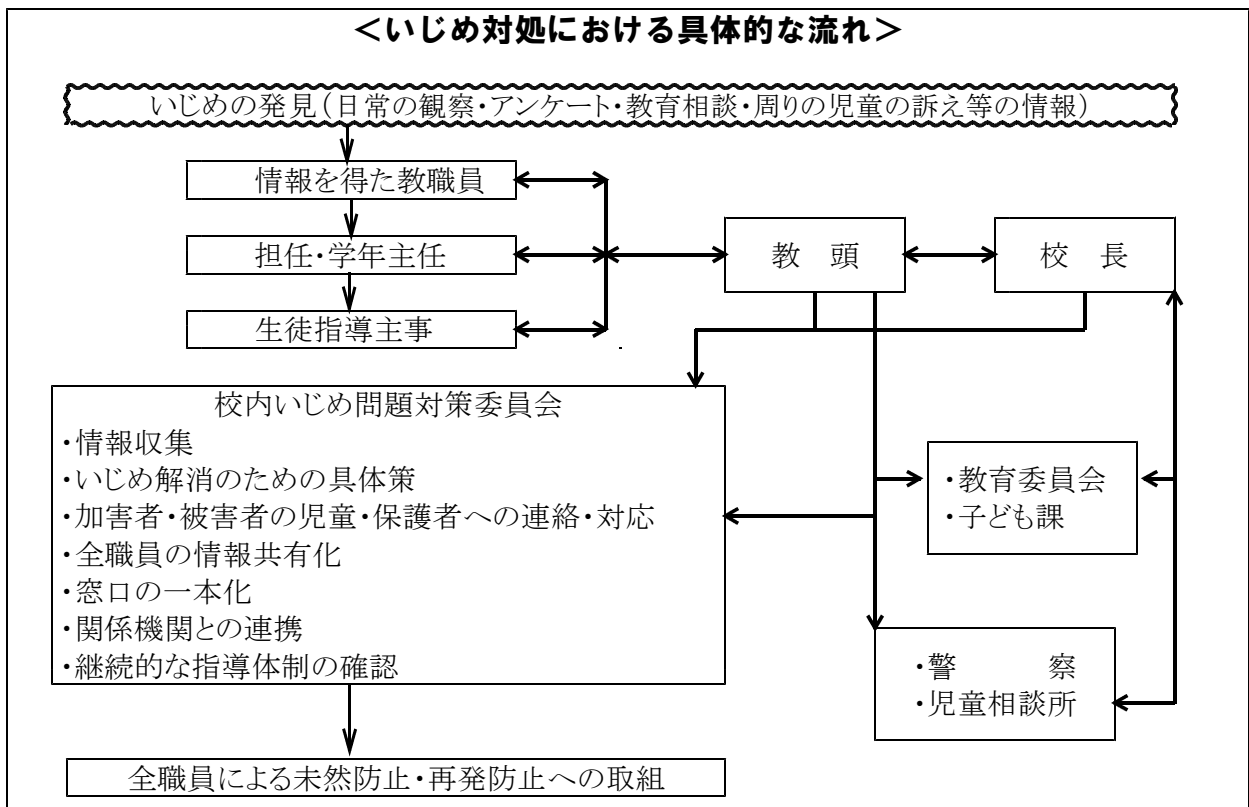 ＜いじめ対処における具体的な流れ＞
いじめの発見（日常の観察・アンケート・教育相談・周りの児童の訴え等の情報）
情報を得た教職員
担任・学年主任
教　頭
校　長
生徒指導主事
校内いじめ問題対策委員会
・情報収集
・いじめ解消のための具体策
・加害者・被害者の児童・保護者への連絡・対応
・全職員の情報共有化
・窓口の一本化
・関係機関との連携
・継続的な指導体制の確認
・教育委員会
・子ども課
・警　　察
・児童相談所
全職員による未然防止・再発防止への取組